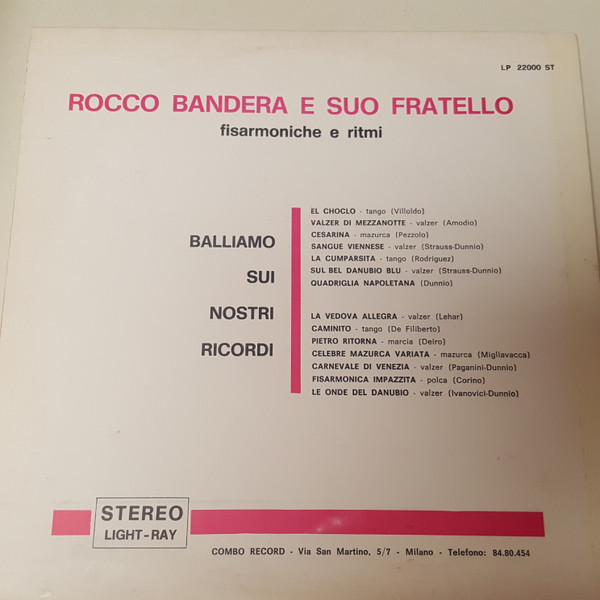 LP 22000 ST
ROCCO BANDERA E SUO FRATELLO
fisarmoniche e ritmi
BALLIAMO
SUI
NOSTRI
RICORDI
EL CHOCLO - tango (Villoldo)
VALZER DI MEZZANOTTE - valzer (Amodio)
CESARINA - mazurca (Pezzolo)
SANGUE VIENNESE - valzer (Strauss-Dunnio)
LA CUMPARSITA - tango (Rodriguez)
SUL BEL DANUBIO BLU - valzer (Strauss-Dunnio)
QUADRIGLIA NAPOLETANA (Dunnio)
LA VEDOVA ALLEGRA - valzer (Lehar)
CAMINITO - tango (De Filiberto)
PIETRO RITORNA - marcia (Deiro)
CELEBRE MAZURCA VARIATA - mazurca (Migliavacca)
CARNEVALE DI VENEZIA - valzer (Paganini-Dunnio)
FISARMONICA IMPAZZITA - polca (Corino)
LE ONDE DEL DANUBIO - valzer (Ivanovici-Dunnio)
STEREO
LIGHT-RAY
COMBO RECORD - Via San Martino, 5/7 - Milano - Telefono: 84.80.454